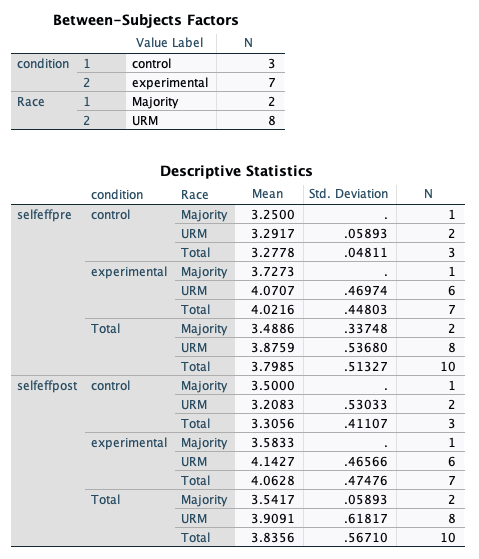 Between-Subjects Factors
Value Label N
condition 1 control 3
2 experimental 7
Race 1 Majority 2
2 URM 8
Descriptive Statistics
condition Race Mean Std. Deviation N
selfeffpre control Majority 3.2500 . 1
URM 3.2917 .05893 2
Total 3.2778 .04811 3
experimental Majority 3.7273 . 1
URM 4.0707 .46974 6
Total 4.0216 .44803 7
Total Majority 3.4886 .33748 2
URM 3.8759 .53680 8
Total 3.7985 .51327 10
selfeffpost control Majority 3.5000 . 1
URM 3.2083 .53033 2
Total 3.3056 .41107 3
experimental Majority 3.5833 . 1
URM 4.1427 .46566 6
Total 4.0628 .47476 7
Total Majority 3.5417 .05893 2
URM 3.9091 .61817 8
Total 3.8356 .56710 10